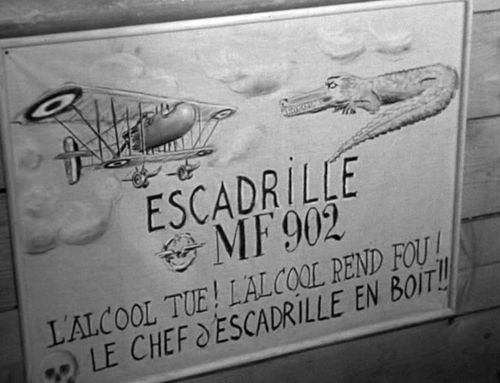 ESCADRILLE
MF 902
L'ALCOOL TUE! L'ALCOOL REND FOU!
LE CHEF d'ESCADRILLE EN BOIT!!